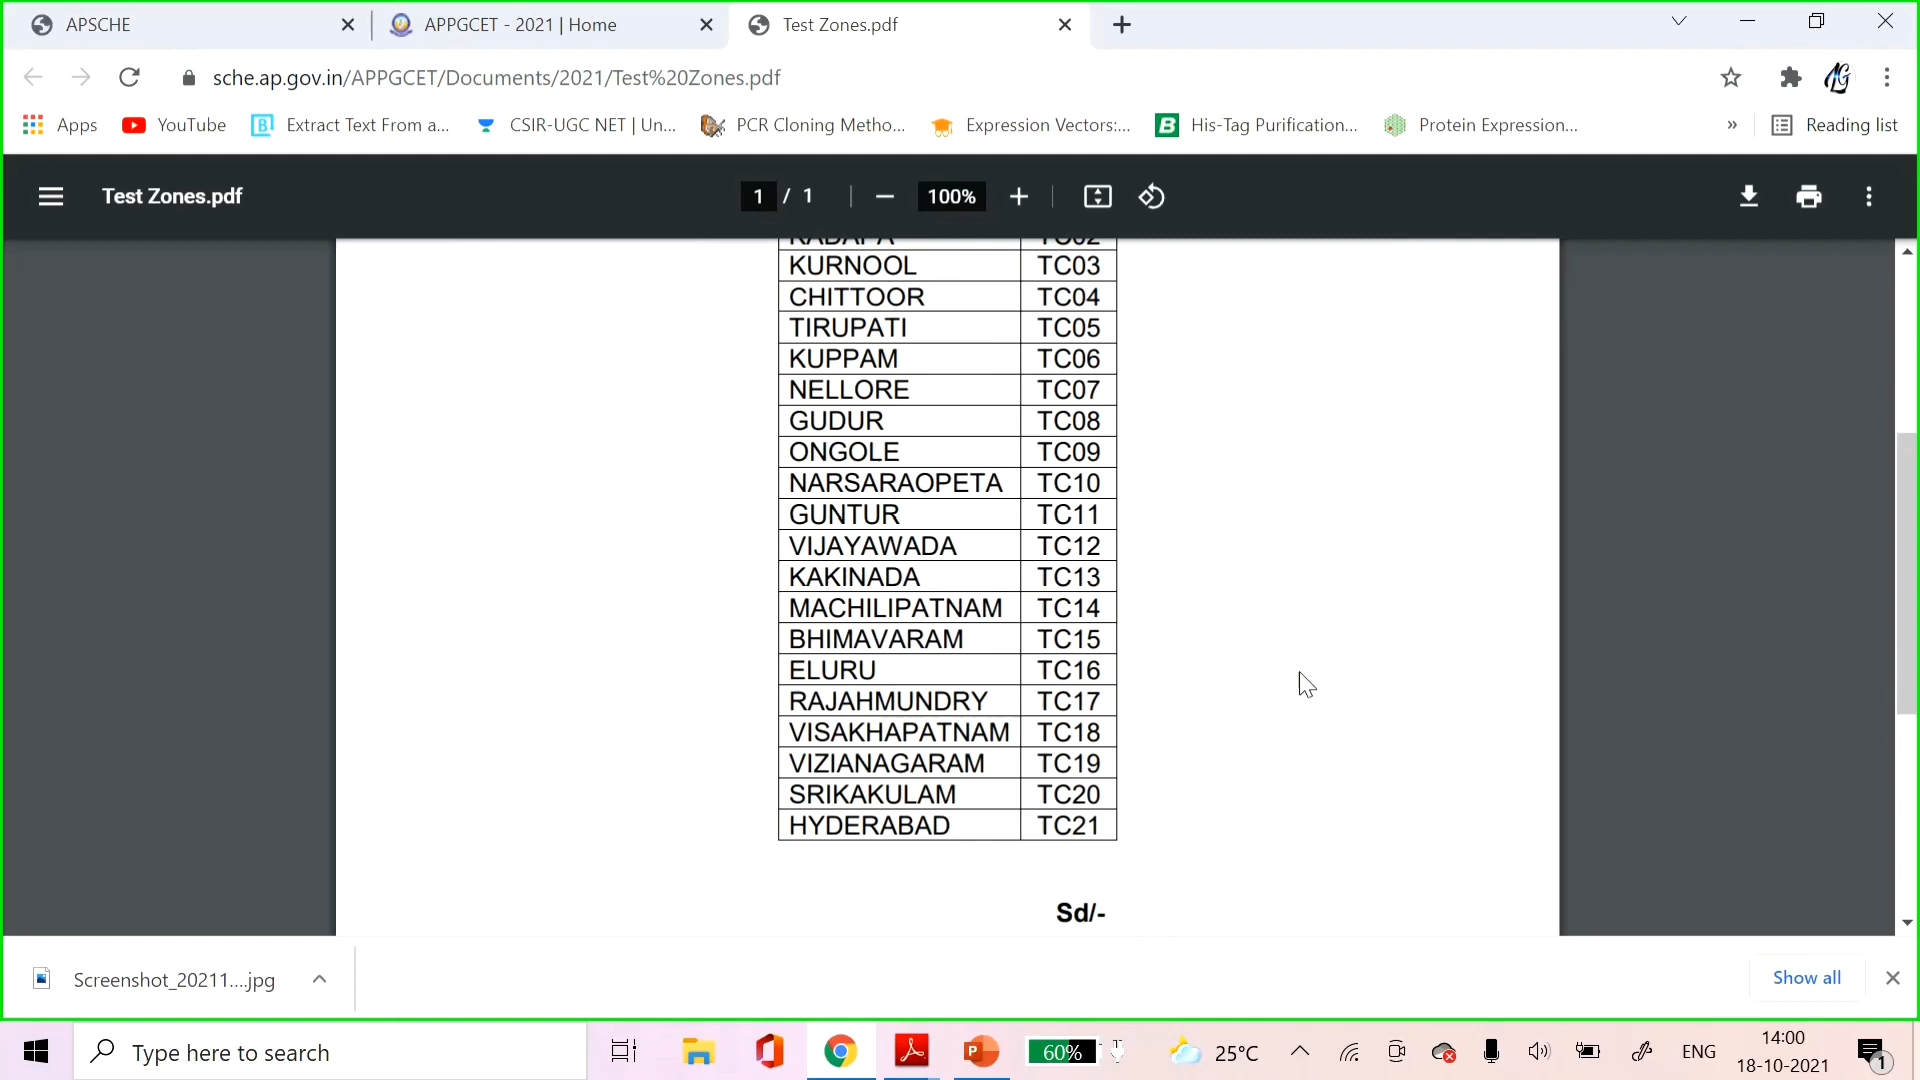 APSCHE
APPGCET - 2021 | Home
Test Zones.pdf
sche.ap.gov.in/APPGCET/Documents/2021/Test%20Zones.pdf
Apps
YouTube
Extract Text From a...
CSIR-UGC NET | Un...
PCR Cloning Metho...
Expression Vectors:...
His-Tag Purification...
Protein Expression...
»
Reading list
Test Zones.pdf
1 / 1
100%
KADAPA TC02
KURNOOL TC03
CHITTOOR TC04
TIRUPATI TC05
KUPPAM TC06
NELLORE TC07
GUDUR TC08
ONGOLE TC09
NARSARAOPETA TC10
GUNTUR TC11
VIJAYAWADA TC12
KAKINADA TC13
MACHILIPATNAM TC14
BHIMAVARAM TC15
ELURU TC16
RAJAHMUNDRY TC17
VISAKHAPATNAM TC18
VIZIANAGARAM TC19
SRIKAKULAM TC20
HYDERABAD TC21
Sd/-
Screenshot_20211....jpg
Show all
Type here to search
60%
25°C
ENG
14:00
18-10-2021
1